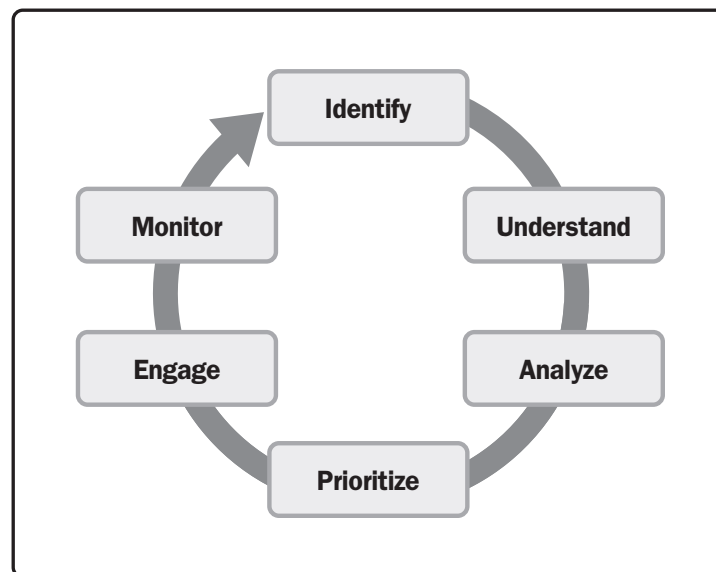 Identify
Understand
Analyze
Prioritize
Engage
Monitor